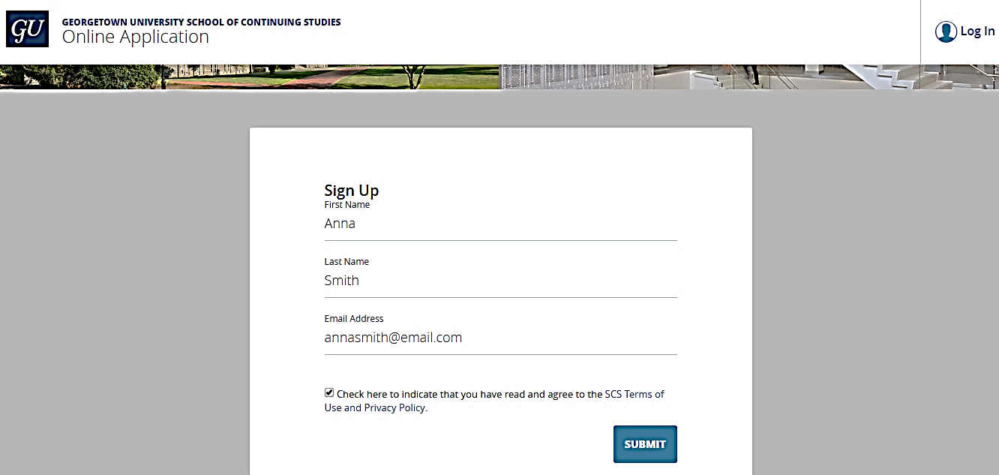 GU
GEORGETOWN UNIVERSITY SCHOOL OF CONTINUING STUDIES
Online Application
Log In
Sign Up
First Name
Anna
Last Name
Smith
Email Address
annasmith@email.com
Check here to indicate that you have read and agree to the SCS Terms of
Use and Privacy Policy.
SUBMIT